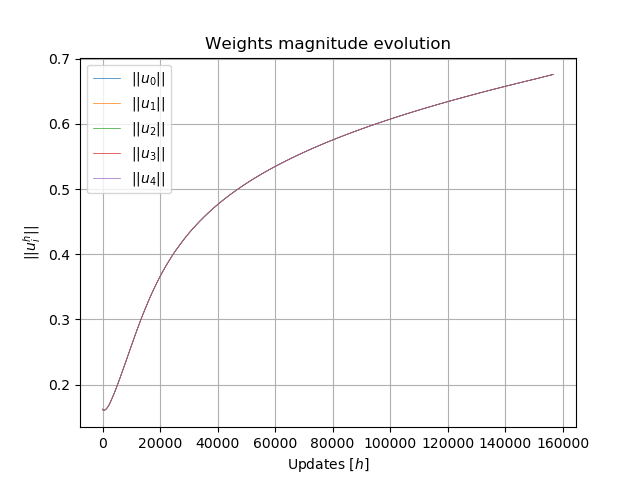 Weights magnitude evolution
0.7
||u₀||
||u₁||
||u₂||
||u₃||
||u₄||
0.6
0.5
0.4
0.3
0.2
||uᵢʰ||
0 20000 40000 60000 80000 100000 120000 140000 160000
Updates [h]